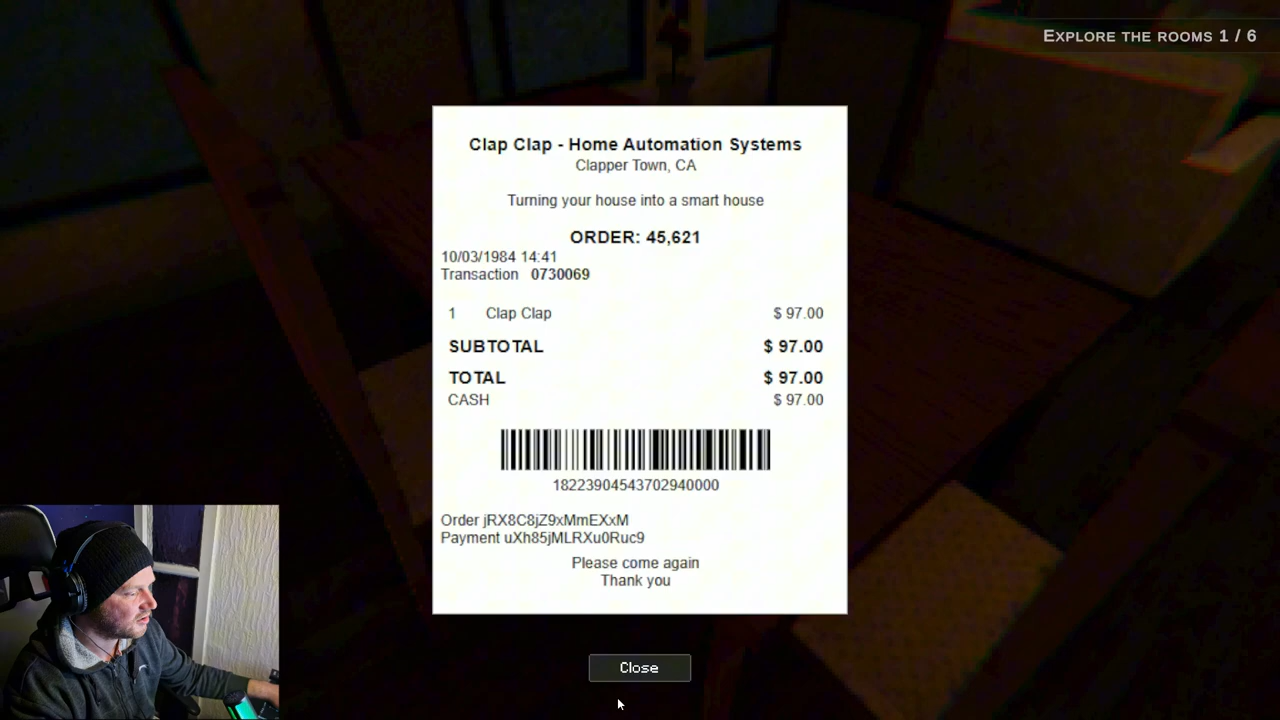 EXPLORE THE ROOMS 1 / 6
Clap Clap - Home Automation Systems
Clapper Town, CA
Turning your house into a smart house
ORDER: 45,621
10/03/1984 14:41
Transaction 0730069
1 Clap Clap $ 97.00
SUBTOTAL $ 97.00
TOTAL $ 97.00
CASH $ 97.00
18223904543702940000
Order jRX8C8jZ9xMmEXxM
Payment uXh85jMLRXu0Ruc9
Please come again
Thank you
Close